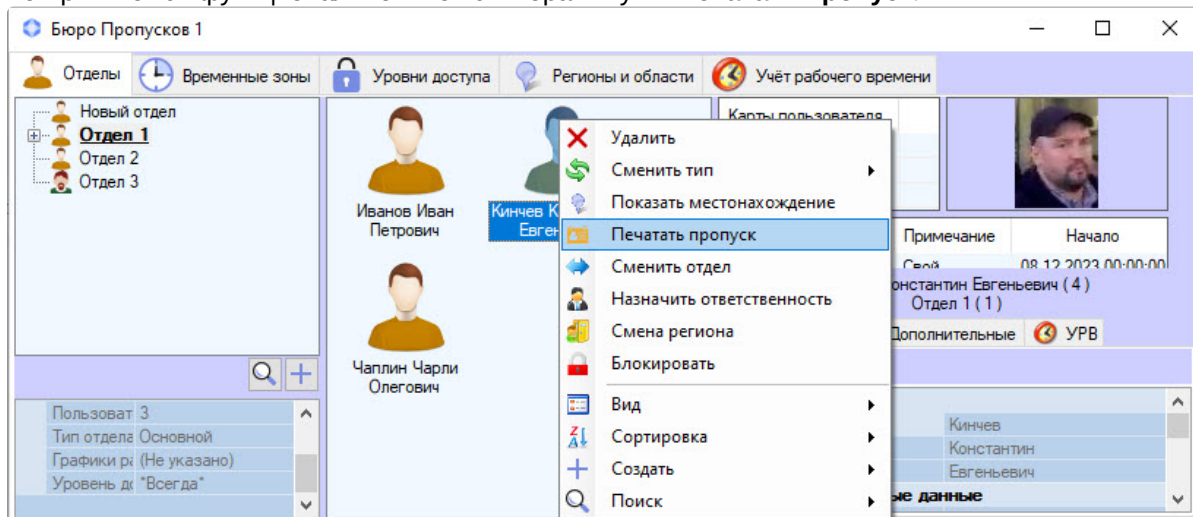 Бюро Пропусков 1
Отделы
Временные зоны
Уровни доступа
Регионы и области
Учёт рабочего времени
Новый отдел
Отдел 1
Отдел 2
Отдел 3
Иванов Иван
Петрович
Кинчев К
Евген
Чаплин Чарли
Олегович
Карты пользователя
Удалить
Сменить тип
Показать местонахождение
Печатать пропуск
Сменить отдел
Назначить ответственность
Смена региона
Блокировать
Вид
Сортировка
Создать
Поиск
Примечание Начало
Свой 08.12.2023 00:00:00
онстантин Евгеньевич ( 4 )
Отдел 1 ( 1 )
Дополнительные
УРВ
Пользоват 3
Тип отдела Основной
Графики ра (Не указано)
Уровень до "Всегда"
Кинчев
Константин
Евгеньевич
ые данные